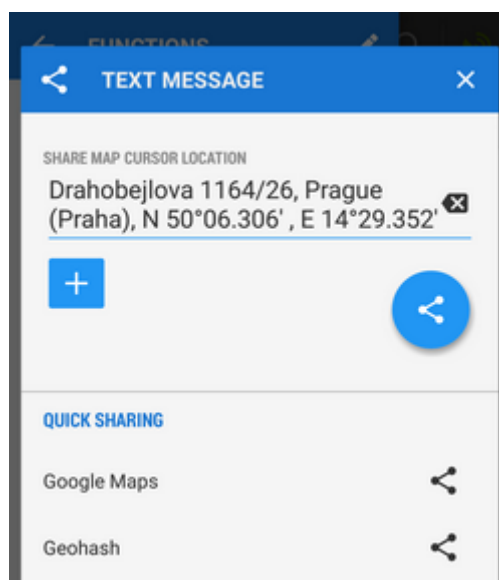 FUNCTIONS
TEXT MESSAGE
SHARE MAP CURSOR LOCATION
Drahobejlova 1164/26, Prague
(Praha), N 50°06.306' , E 14°29.352'
QUICK SHARING
Google Maps
Geohash